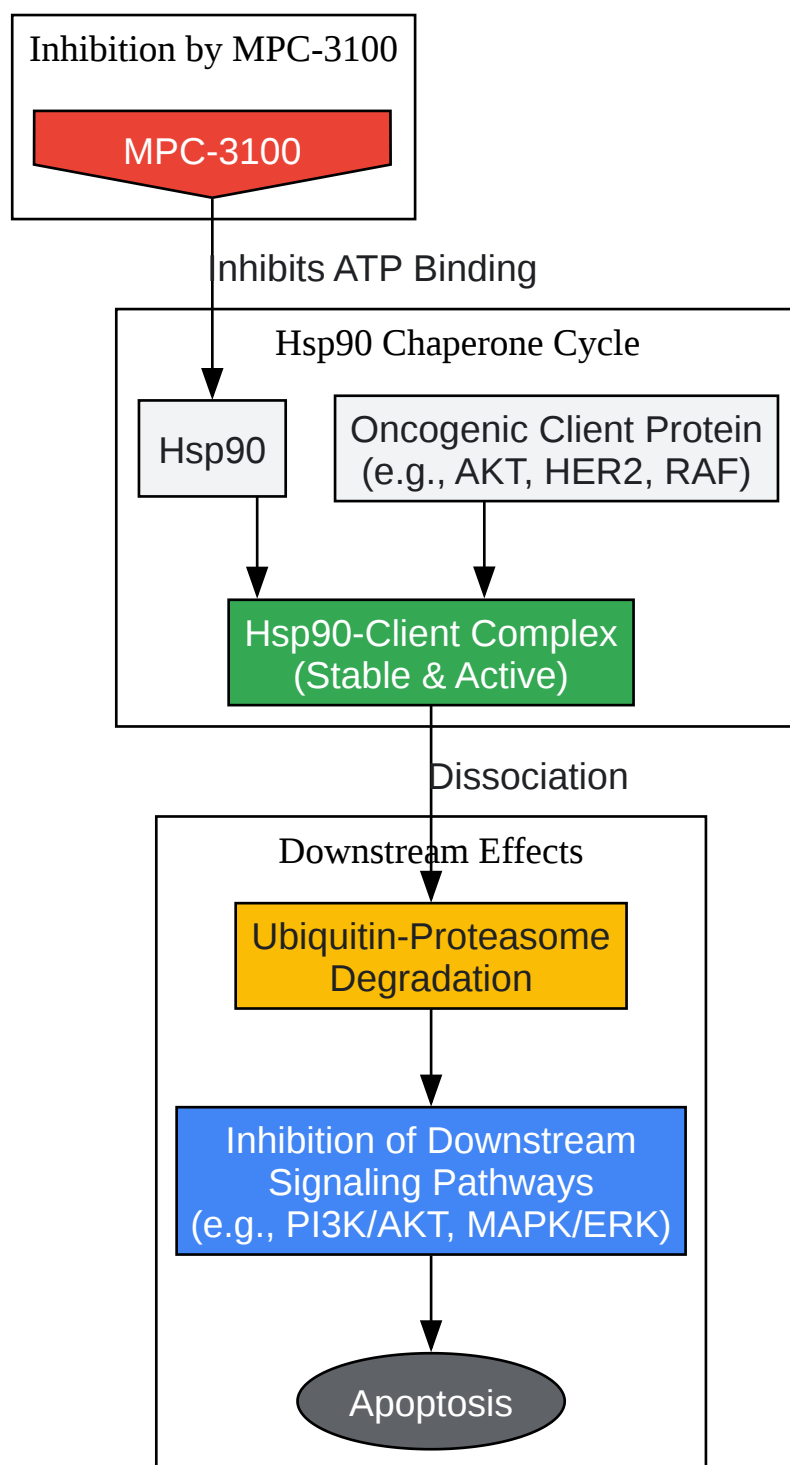 Inhibition by MPC-3100
MPC-3100
Inhibits ATP Binding
Hsp90 Chaperone Cycle
Hsp90
Oncogenic Client Protein
(e.g., AKT, HER2, RAF)
Hsp90-Client Complex
(Stable & Active)
Dissociation
Downstream Effects
Ubiquitin-Proteasome
Degradation
Inhibition of Downstream
Signaling Pathways
(e.g., PI3K/AKT, MAPK/ERK)
Apoptosis